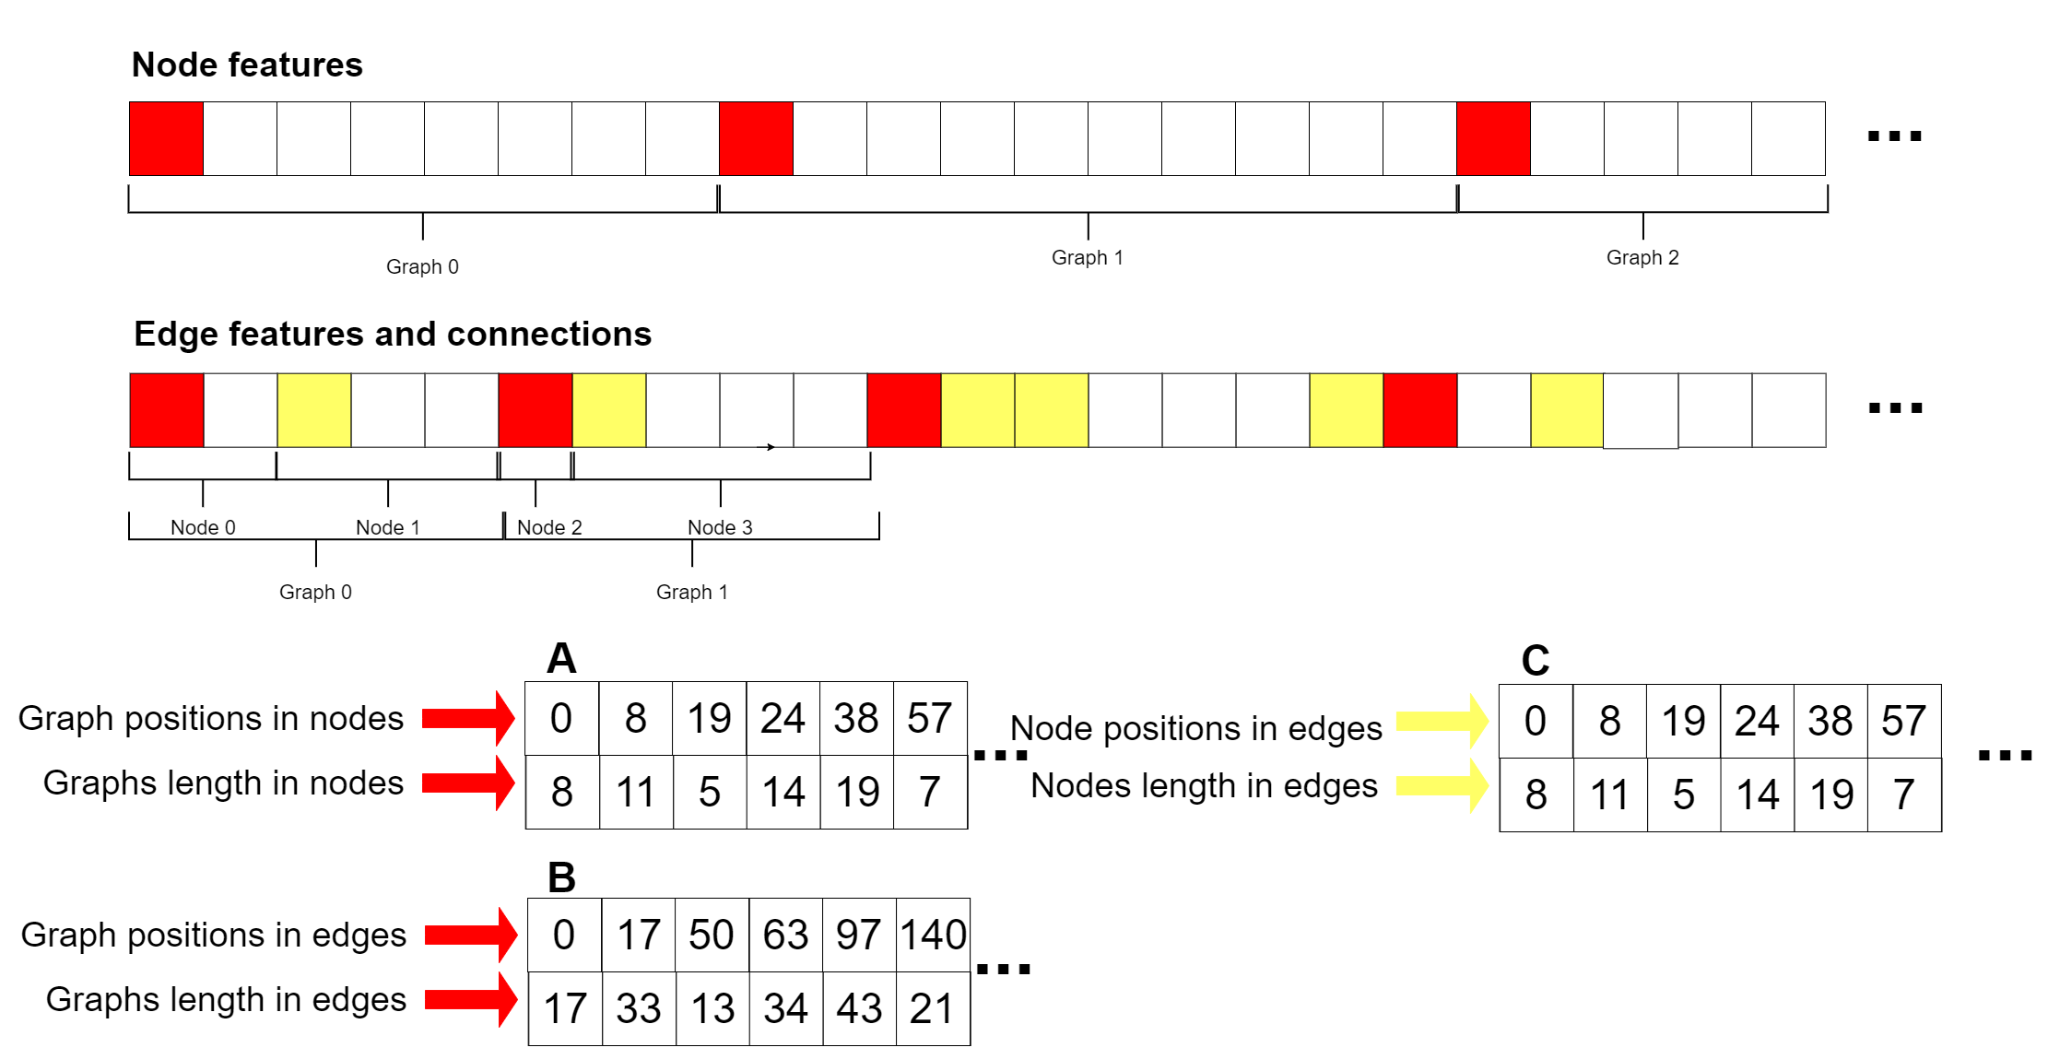 Node features
...
Graph 0
Graph 1
Graph 2
Edge features and connections
...
Node 0
Node 1
Node 2
Node 3
Graph 0
Graph 1
A
Graph positions in nodes
0 8 19 24 38 57
Graphs length in nodes
8 11 5 14 19 7
...
C
Node positions in edges
0 8 19 24 38 57
Nodes length in edges
8 11 5 14 19 7
...
B
Graph positions in edges
0 17 50 63 97 140
Graphs length in edges
17 33 13 34 43 21
...